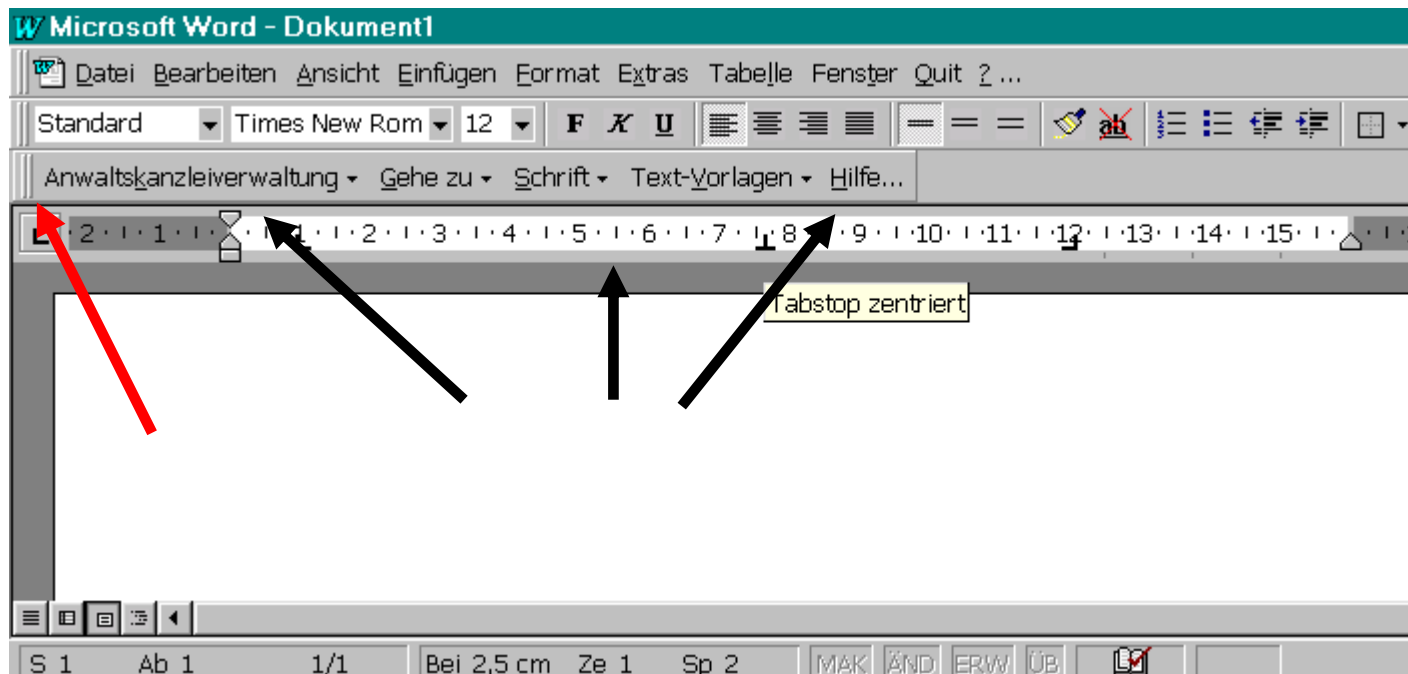 Microsoft Word - Dokument1
Datei Bearbeiten Ansicht Einfügen Format Extras Tabelle Fenster Quit ? ...
Standard Times New Rom 12 F K U ab
Anwaltskanzleiverwaltung Gehe zu Schrift Text-Vorlagen Hilfe...
2 1 1 2 3 4 5 6 7 8 9 10 11 12 13 14 15
Tabstop zentriert
S 1 Ab 1 1/1 Bei 2,5 cm Ze 1 Sp 2 MAK ÄND ERW ÜB